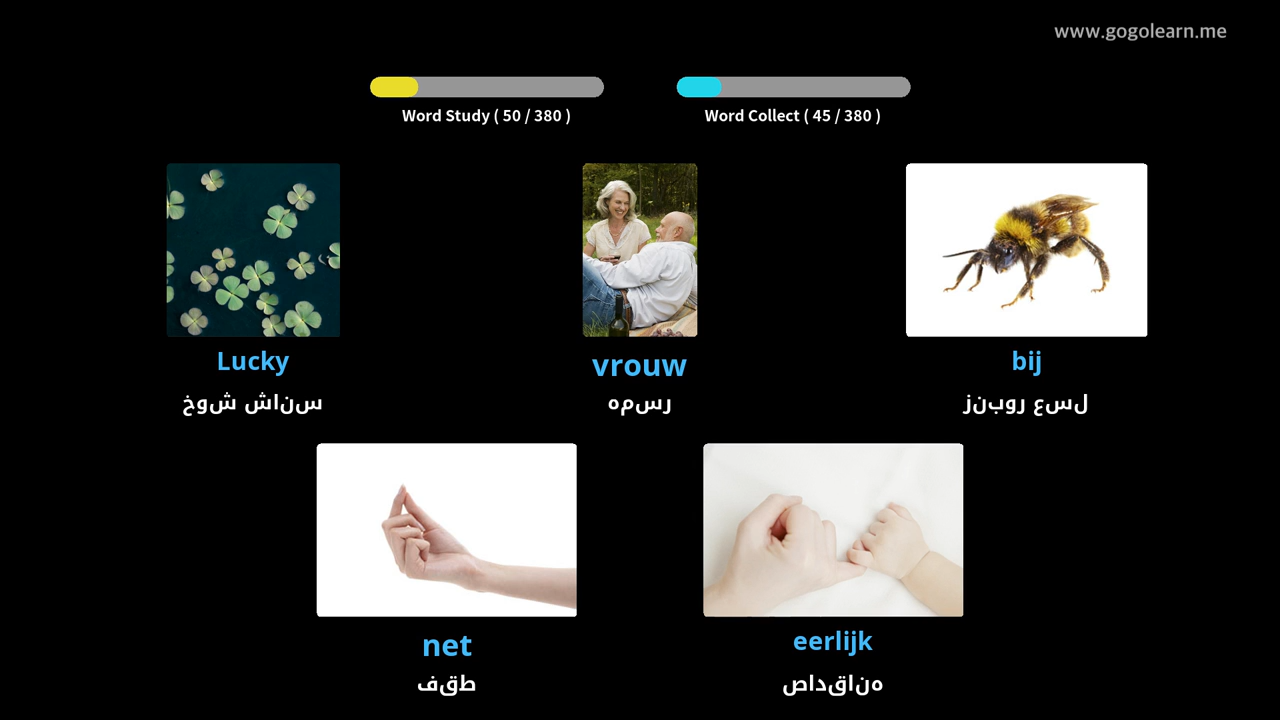 www.gogolearn.me
Word Study ( 50 / 380 )
Word Collect ( 45 / 380 )
Lucky
سناش شوخ
vrouw
رسمه
bij
لسع روبنز
net
طقف
eerlijk
هناقداص